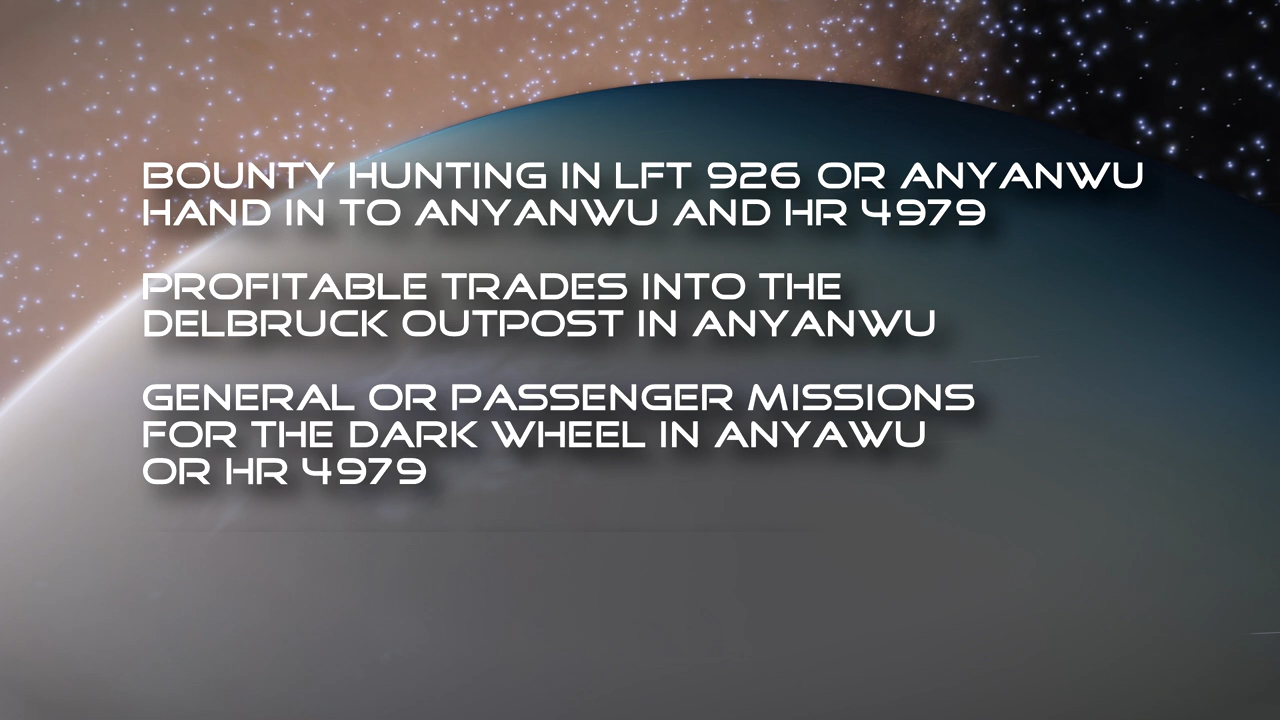 BOUNTY HUNTING IN LFT 926 OR ANYANWU
HAND IN TO ANYANWU AND HR 4979
PROFITABLE TRADES INTO THE
DELBRUCK OUTPOST IN ANYANWU
GENERAL OR PASSENGER MISSIONS
FOR THE DARK WHEEL IN ANYAWU
OR HR 4979